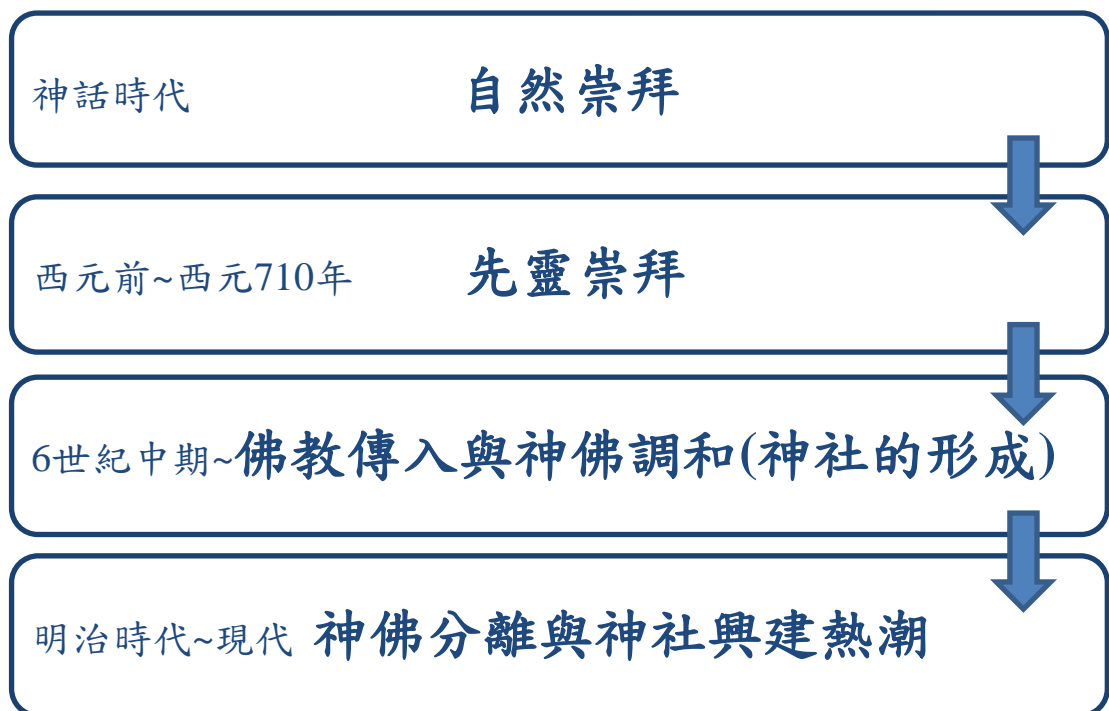 神話時代 自然崇拜
西元前~西元710年 先靈崇拜
6世紀中期~佛教傳入與神佛調和(神社的形成)
明治時代~現代 神佛分離與神社興建熱潮